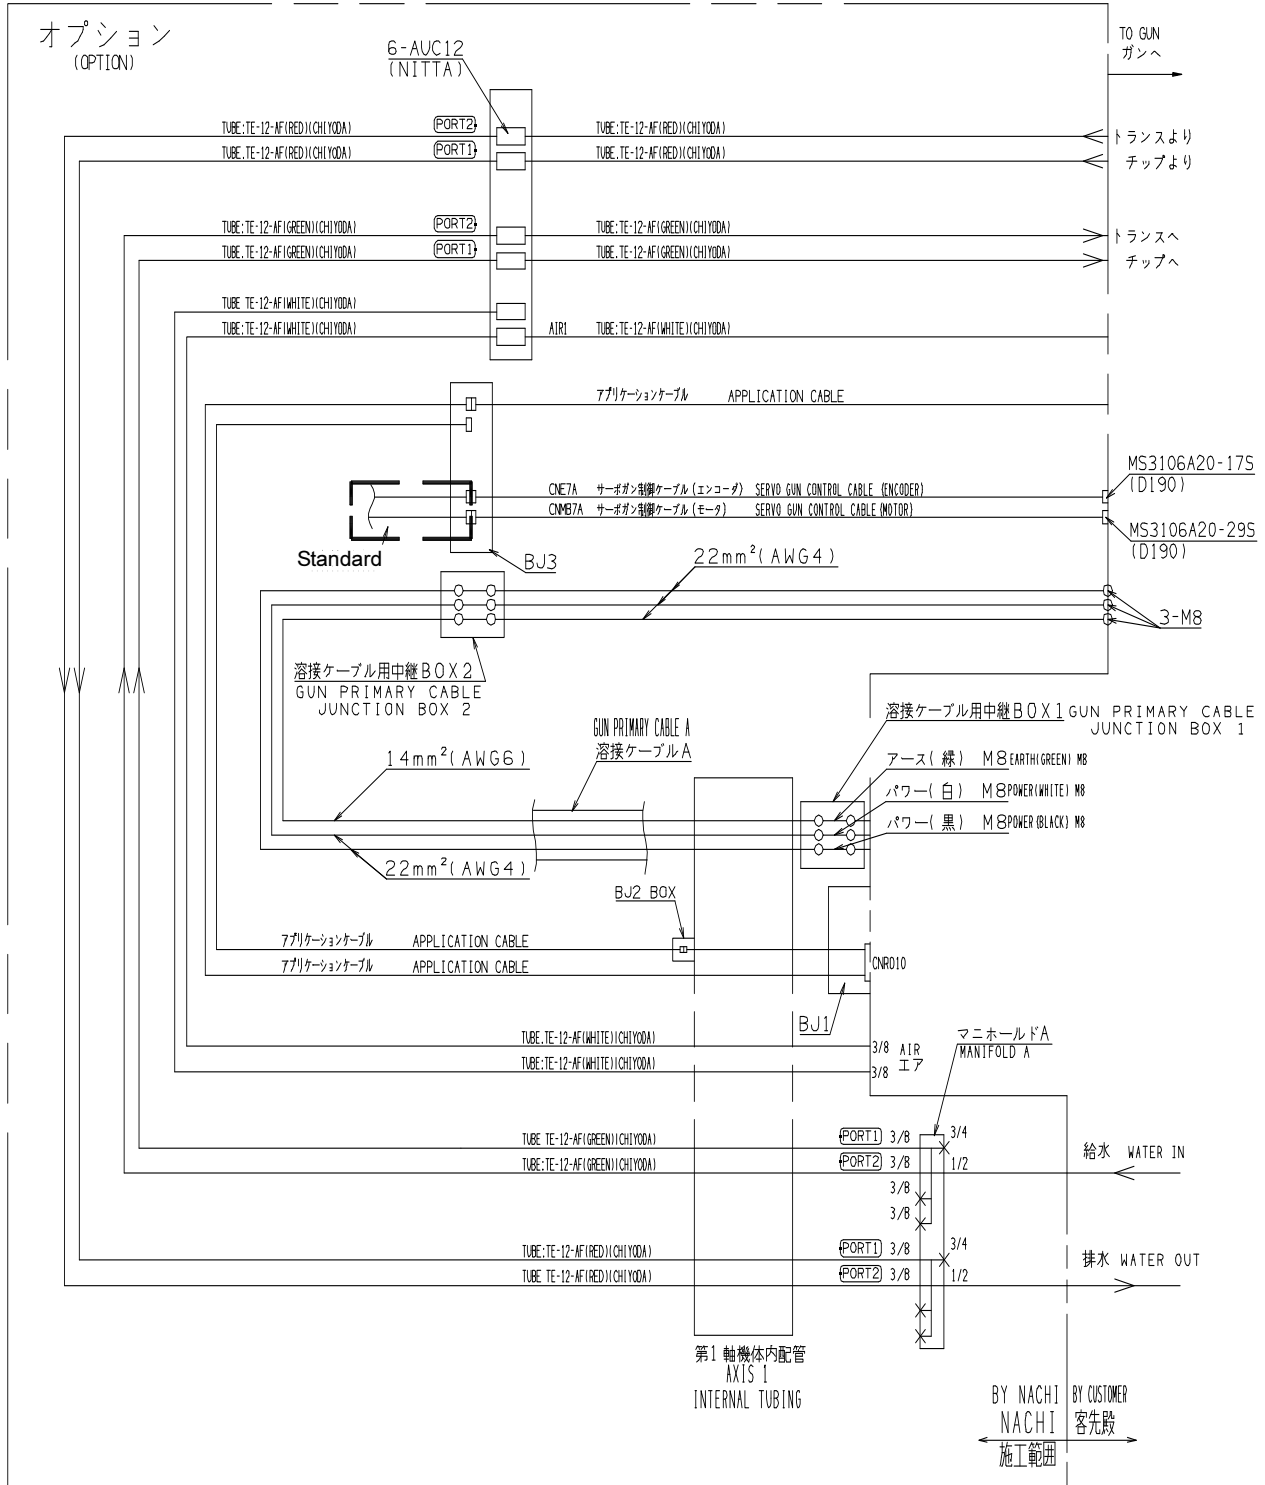 オプション
(OPTION)
6-AUC12
(NITTA)
TO GUN
ガンへ
TUBE:TE-12-AF(RED)(CHIYODA)
PORT2
TUBE:TE-12-AF(RED)(CHIYODA)
トランスより
TUBE.TE-12-AF(RED)(CHIYODA)
PORT1
TUBE.TE-12-AF(RED)(CHIYODA)
チップより
TUBE:TE-12-AF(GREEN)(CHIYODA)
PORT2
TUBE:TE-12-AF(GREEN)(CHIYODA)
トランスへ
TUBE.TE-12-AF(GREEN)(CHIYODA)
PORT1
TUBE.TE-12-AF(GREEN)(CHIYODA)
チップへ
TUBE TE-12-AF(WHITE)(CHIYODA)
TUBE:TE-12-AF(WHITE)(CHIYODA)
AIR1
TUBE:TE-12-AF(WHITE)(CHIYODA)
アプリケーションケーブル APPLICATION CABLE
MS3106A20-17S
(D190)
CNE7A サーボガン制御ケーブル(エンコーダ) SERVO GUN CONTROL CABLE (ENCODER)
CNMB7A サーボガン制御ケーブル(モータ) SERVO GUN CONTROL CABLE (MOTOR)
MS3106A20-29S
(D190)
Standard
BJ3
22mm²(AWG4)
3-M8
溶接ケーブル用中継BOX2
GUN PRIMARY CABLE
JUNCTION BOX 2
溶接ケーブル用中継BOX1 GUN PRIMARY CABLE
JUNCTION BOX 1
GUN PRIMARY CABLE A
溶接ケーブルA
14mm²(AWG6)
アース(緑) M8 EARTH(GREEN) M8
パワー(白) M8 POWER(WHITE) M8
パワー(黒) M8 POWER(BLACK) M8
22mm²(AWG4)
BJ2 BOX
アプリケーションケーブル APPLICATION CABLE
アプリケーションケーブル APPLICATION CABLE
CNR010
BJ1
TUBE.TE-12-AF(WHITE)(CHIYODA)
3/8
AIR
エア
TUBE:TE-12-AF(WHITE)(CHIYODA)
3/8
マニホールドA
MANIFOLD A
TUBE TE-12-AF(GREEN)(CHIYODA)
PORT1 3/8
3/4
TUBE:TE-12-AF(GREEN)(CHIYODA)
PORT2 3/8
1/2
給水 WATER IN
3/8
3/8
TUBE:TE-12-AF(RED)(CHIYODA)
PORT1 3/8
3/4
TUBE TE-12-AF(RED)(CHIYODA)
PORT2 3/8
1/2
排水 WATER OUT
第1軸機体内配管
AXIS 1
INTERNAL TUBING
BY NACHI
BY CUSTOMER
NACHI
客先殿
施工範囲